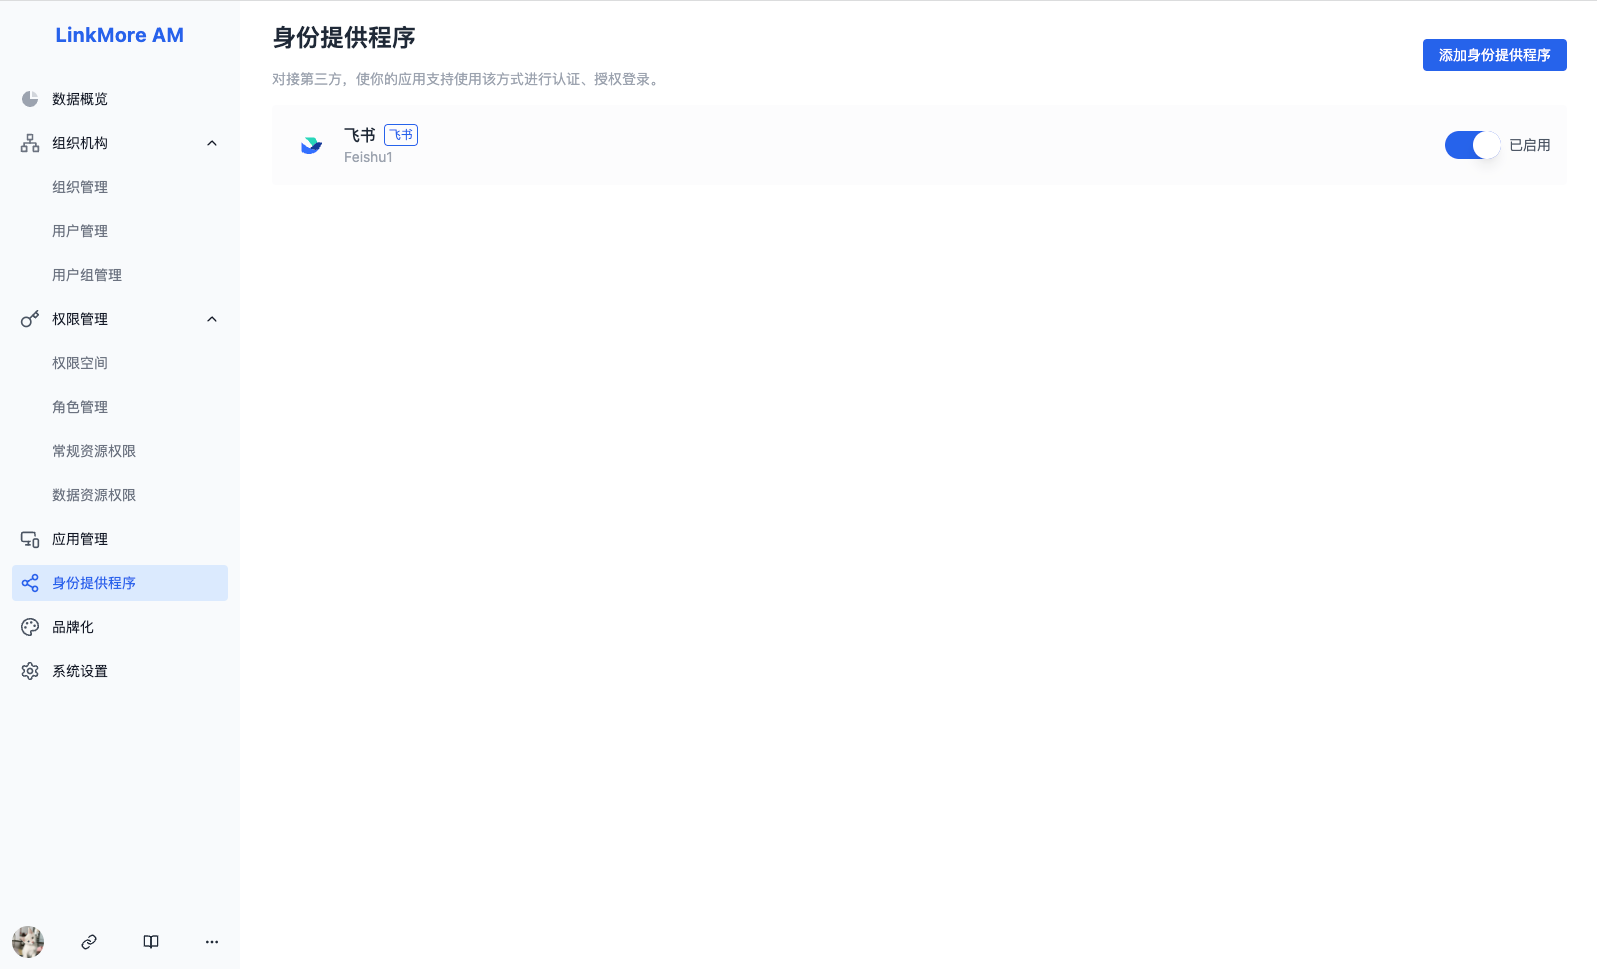 LinkMore AM
数据概览
组织机构
组织管理
用户管理
用户组管理
权限管理
权限空间
角色管理
常规资源权限
数据资源权限
应用管理
身份提供程序
品牌化
系统设置
身份提供程序
对接第三方，使你的应用支持使用该方式进行认证、授权登录。
添加身份提供程序
飞书 飞书
Feishu1
已启用